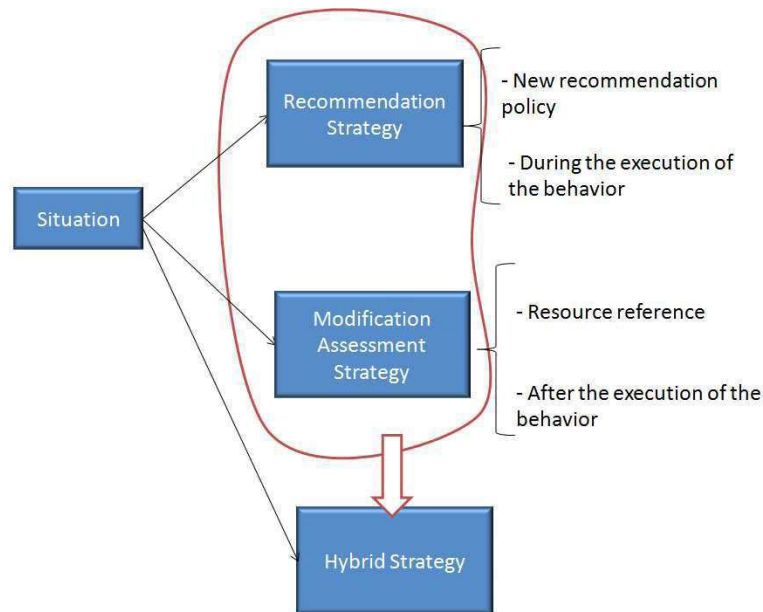 Recommendation
Strategy
- New recommendation
policy
- During the execution of
the behavior
Situation
Modification
Assessment
Strategy
- Resource reference
- After the execution of the
behavior
Hybrid Strategy